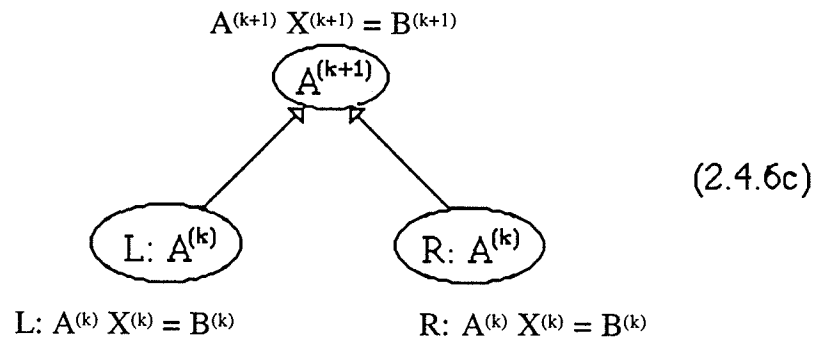 A⁽ᵏ⁺¹⁾ X⁽ᵏ⁺¹⁾ = B⁽ᵏ⁺¹⁾
A⁽ᵏ⁺¹⁾
(2.4.6c)
L: A⁽ᵏ⁾ R: A⁽ᵏ⁾
L: A⁽ᵏ⁾ X⁽ᵏ⁾ = B⁽ᵏ⁾ R: A⁽ᵏ⁾ X⁽ᵏ⁾ = B⁽ᵏ⁾